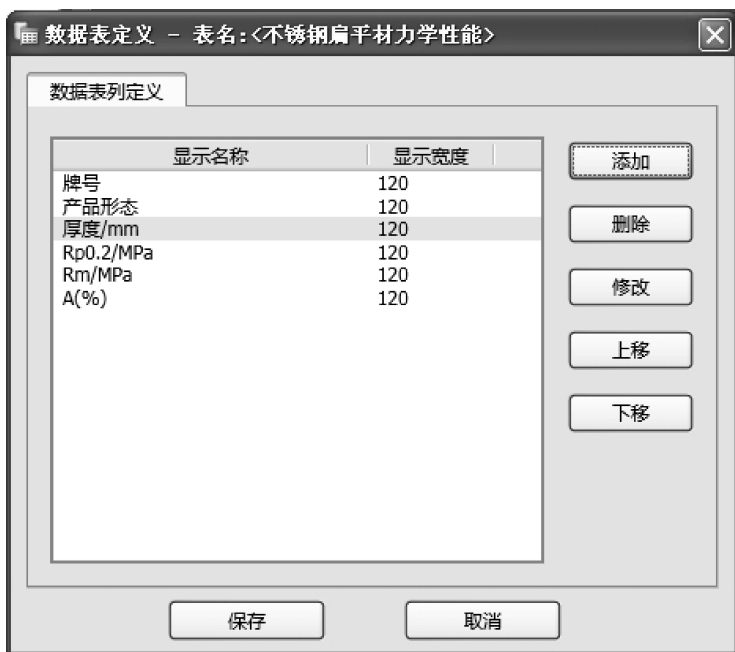 数据表定义 - 表名:<不锈钢扁平材力学性能>
数据表列定义
显示名称 显示宽度
牌号 120
产品形态 120
厚度/mm 120
Rp0.2/MPa 120
Rm/MPa 120
A(%) 120
添加
删除
修改
上移
下移
保存 取消